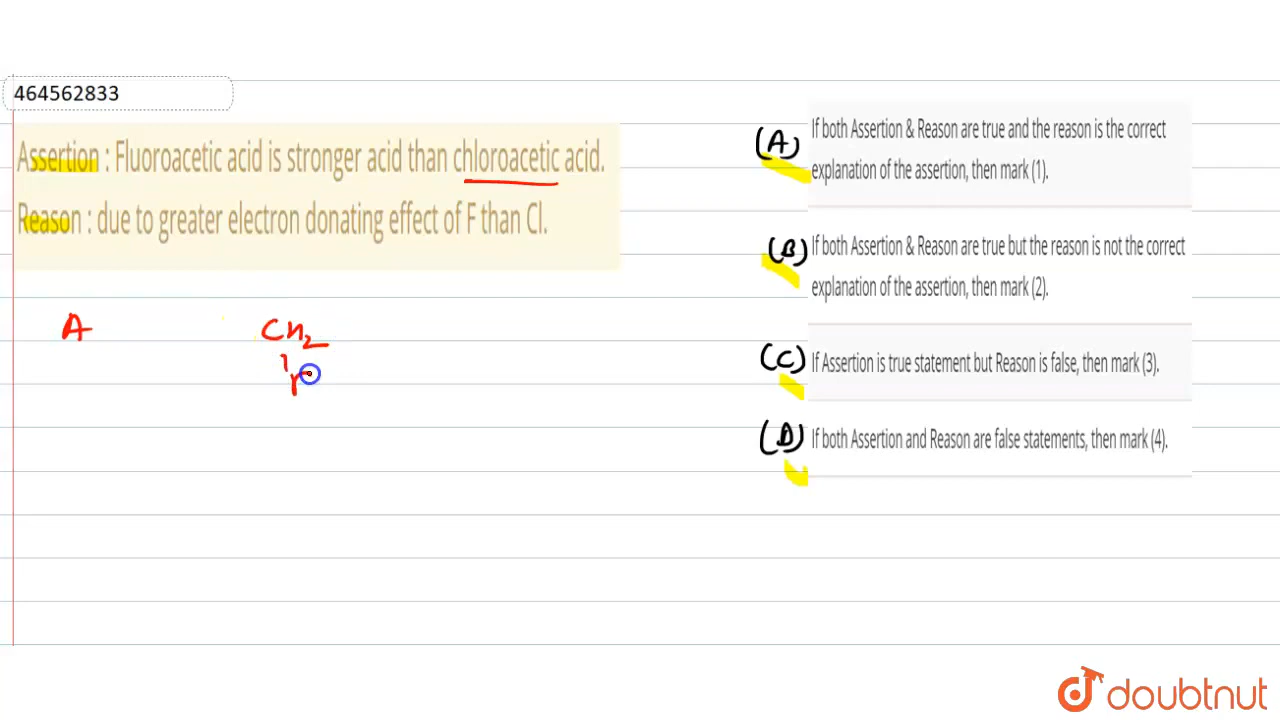 464562833
Assertion : Fluoroacetic acid is stronger acid than chloroacetic acid.
Reason : due to greater electron donating effect of F than Cl.
A
CH2
(A) If both Assertion & Reason are true and the reason is the correct
explanation of the assertion, then mark (1).
(B) If both Assertion & Reason are true but the reason is not the correct
explanation of the assertion, then mark (2).
(C) If Assertion is true statement but Reason is false, then mark (3).
(D) If both Assertion and Reason are false statements, then mark (4).
doubtnut